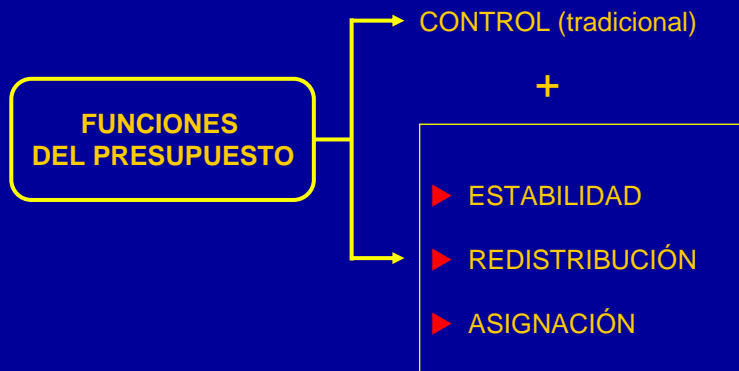 CONTROL (tradicional)
+
FUNCIONES
DEL PRESUPUESTO
ESTABILIDAD
REDISTRIBUCIÓN
ASIGNACIÓN